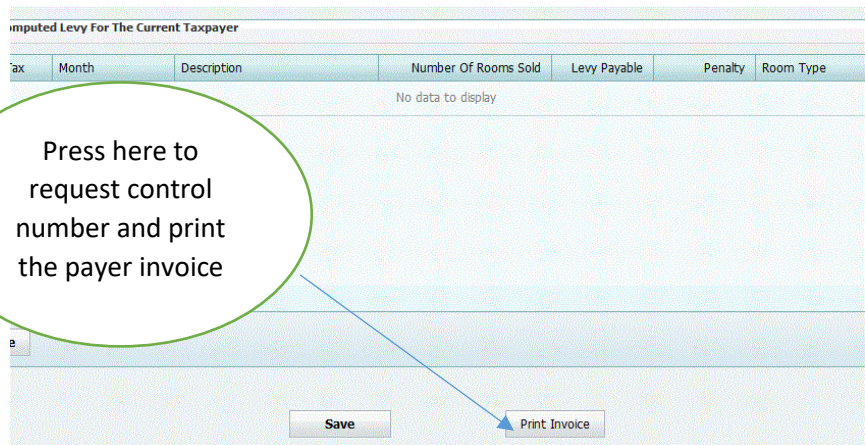 omputed Levy For The Current Taxpayer
ax Month Description Number Of Rooms Sold Levy Payable Penalty Room Type
No data to display
Press here to
request control
number and print
the payer invoice
e
Save Print Invoice